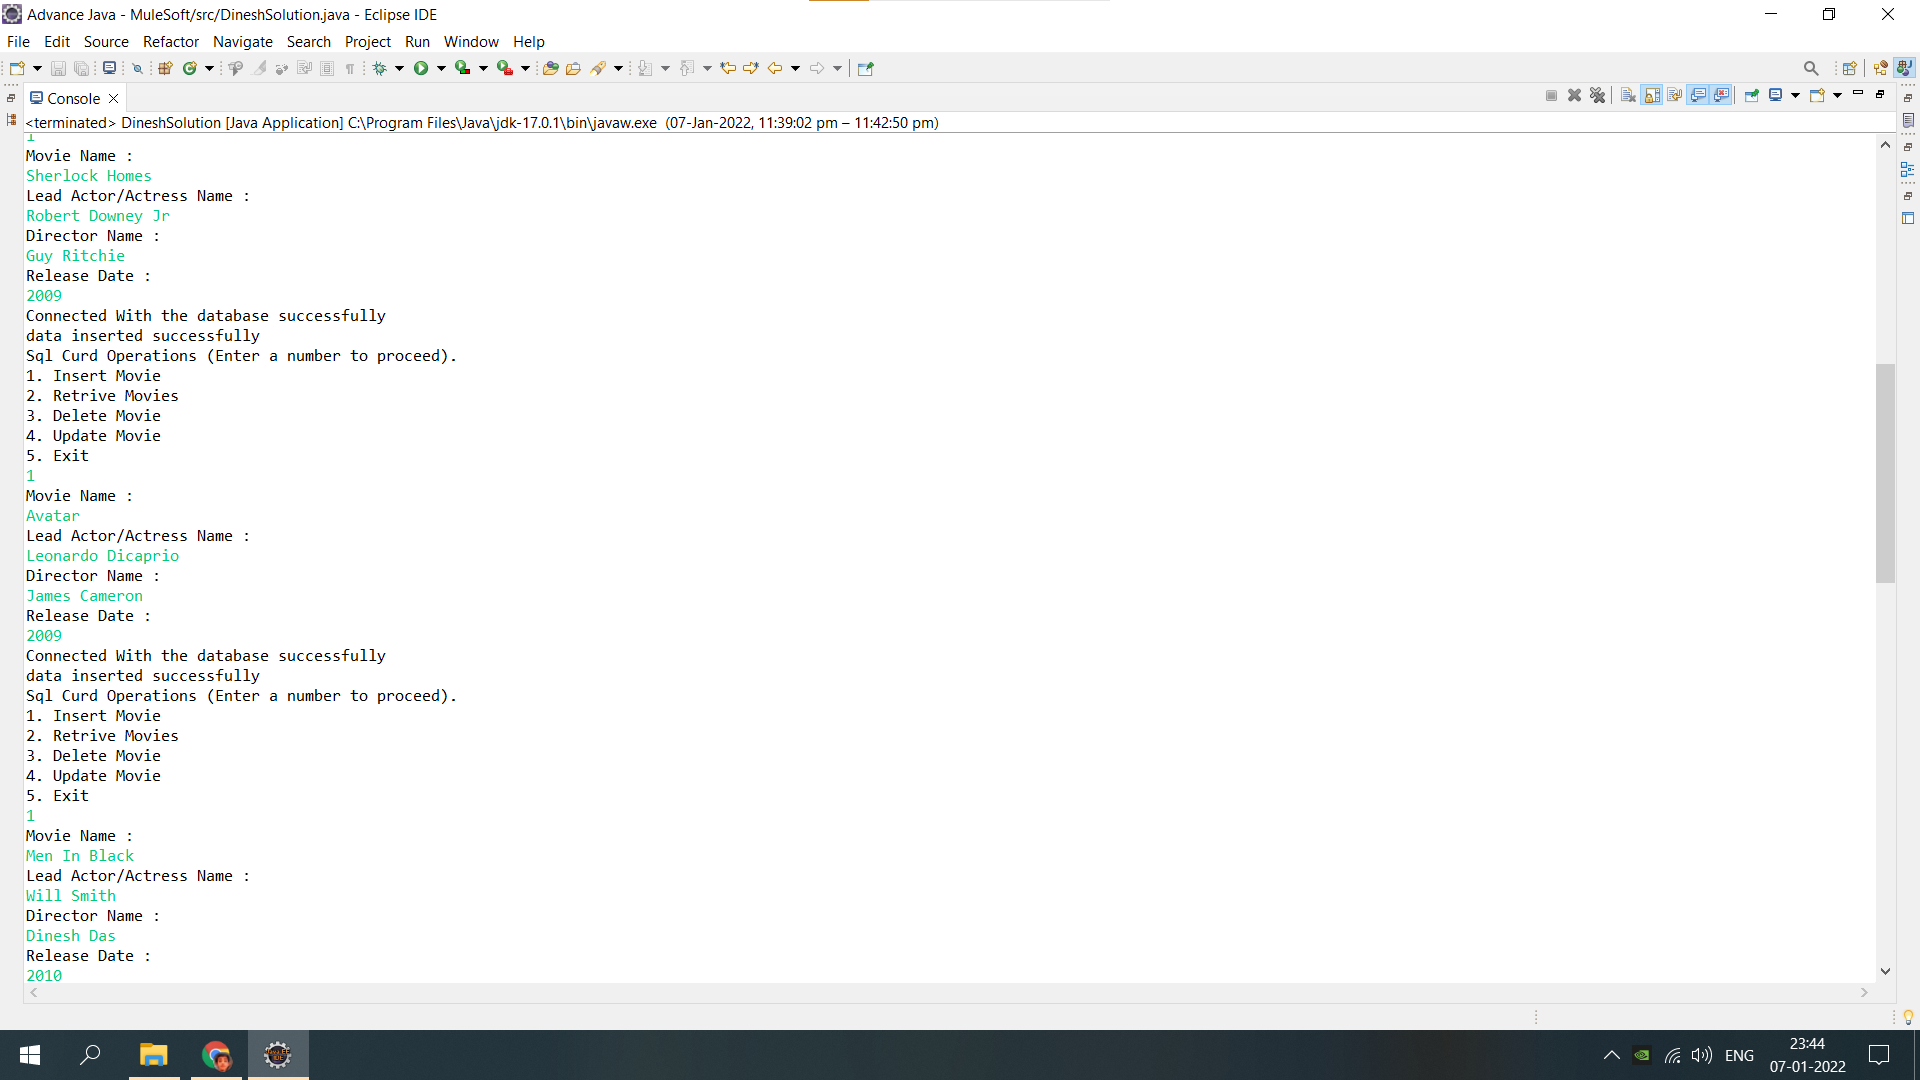 Advance Java - MuleSoft/src/DineshSolution.java - Eclipse IDE
File Edit Source Refactor Navigate Search Project Run Window Help
Console
<terminated> DineshSolution [Java Application] C:\Program Files\Java\jdk-17.0.1\bin\javaw.exe (07-Jan-2022, 11:39:02 pm – 11:42:50 pm)
1
Movie Name :
Sherlock Homes
Lead Actor/Actress Name :
Robert Downey Jr
Director Name :
Guy Ritchie
Release Date :
2009
Connected With the database successfully
data inserted successfully
Sql Curd Operations (Enter a number to proceed).
1. Insert Movie
2. Retrive Movies
3. Delete Movie
4. Update Movie
5. Exit
1
Movie Name :
Avatar
Lead Actor/Actress Name :
Leonardo Dicaprio
Director Name :
James Cameron
Release Date :
2009
Connected With the database successfully
data inserted successfully
Sql Curd Operations (Enter a number to proceed).
1. Insert Movie
2. Retrive Movies
3. Delete Movie
4. Update Movie
5. Exit
1
Movie Name :
Men In Black
Lead Actor/Actress Name :
Will Smith
Director Name :
Dinesh Das
Release Date :
2010
ENG
23:44
07-01-2022